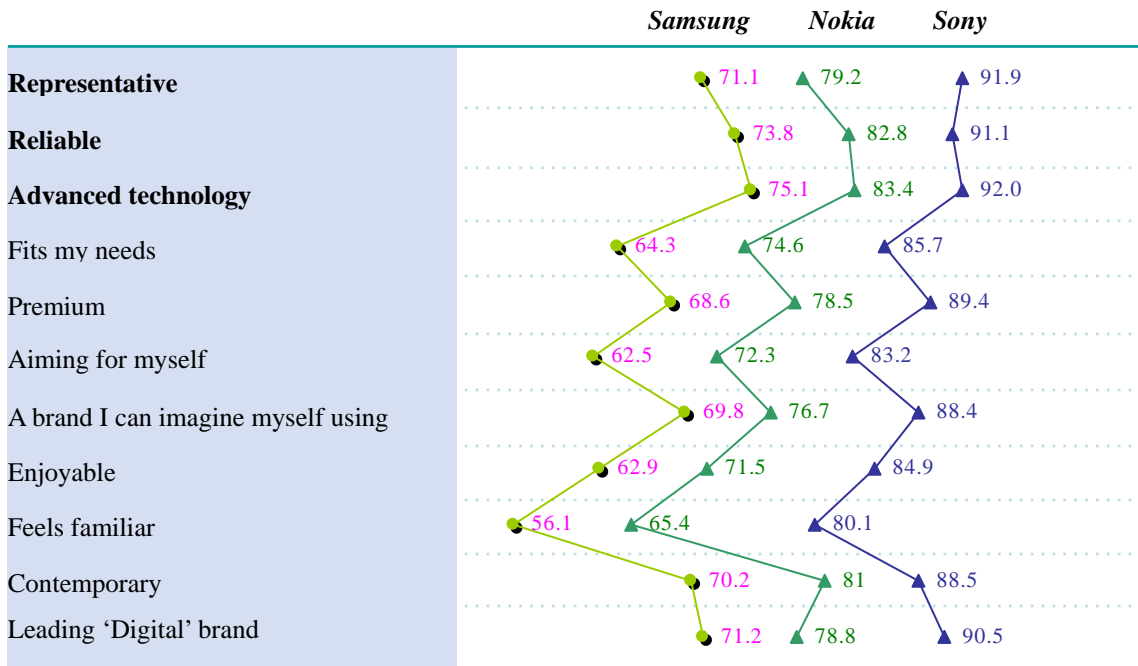 Samsung Nokia Sony
Representative 71.1 79.2 91.9
Reliable 73.8 82.8 91.1
Advanced technology 75.1 83.4 92.0
Fits my needs 64.3 74.6 85.7
Premium 68.6 78.5 89.4
Aiming for myself 62.5 72.3 83.2
A brand I can imagine myself using 69.8 76.7 88.4
Enjoyable 62.9 71.5 84.9
Feels familiar 56.1 65.4 80.1
Contemporary 70.2 81 88.5
Leading ‘Digital’ brand 71.2 78.8 90.5